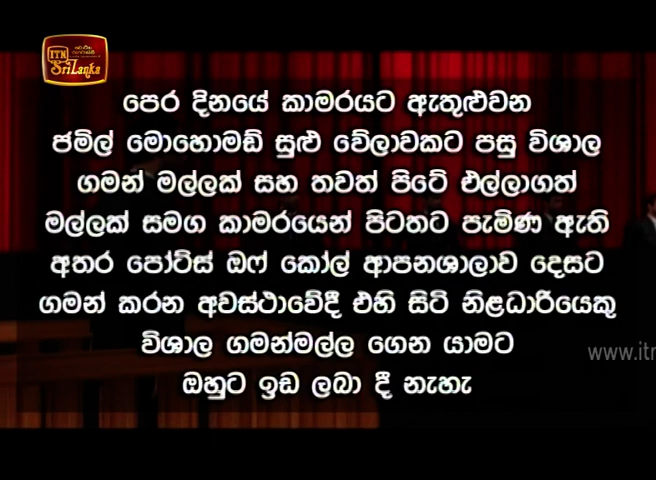 ITN
Sri Lanka
පෙර දිනයේ කාමරයට ඇතුළුවන
ජමිල් මොහොමඩ් සුළු වේලාවකට පසු විශාල
ගමන් මල්ලක් සහ තවත් පිටේ එල්ලාගත්
මල්ලක් සමග කාමරයෙන් පිටතට පැමිණ ඇති
අතර පෝට්ස් ඔෆ් කෝල් ආපනශාලාව දෙසට
ගමන් කරන අවස්ථාවේදී එහි සිටි නිළධාරියෙකු
විශාල ගමන්මල්ල ගෙන යාමට
ඔහුට ඉඩ ලබා දී නැහැ
www.itn